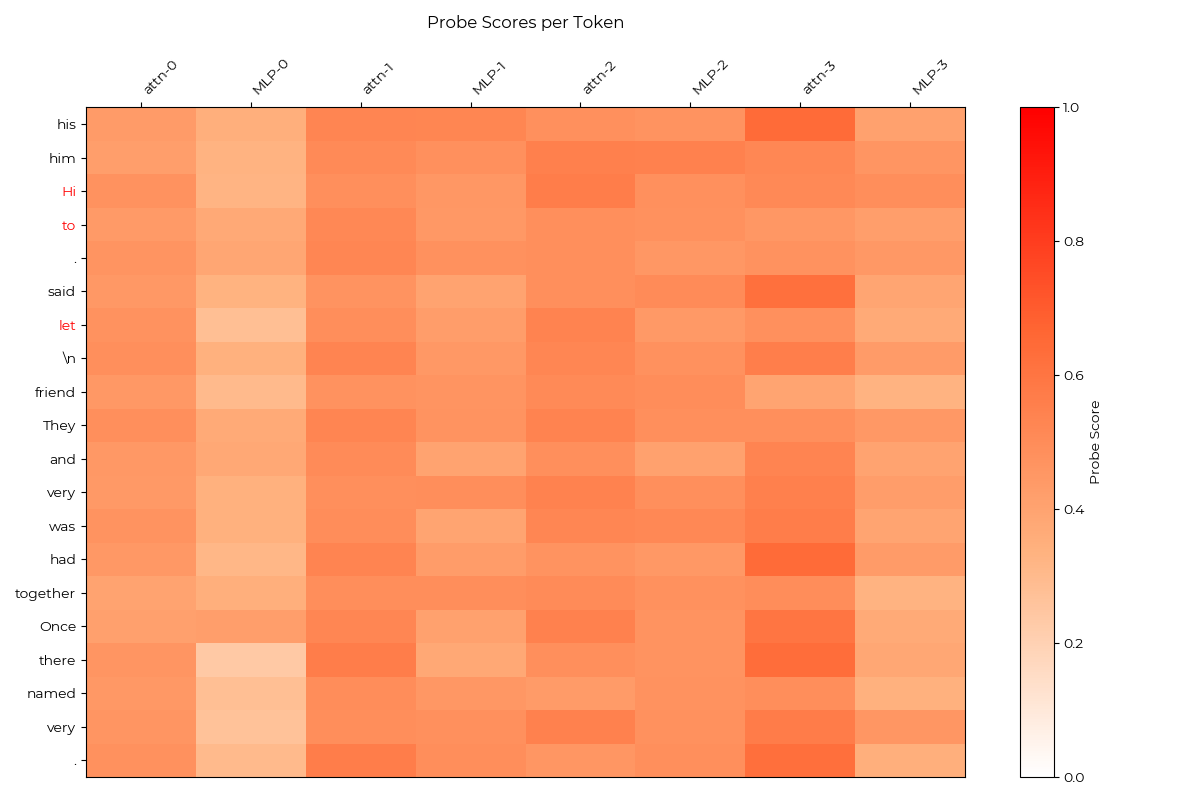 Probe Scores per Token
attn-0 MLP-0 attn-1 MLP-1 attn-2 MLP-2 attn-3 MLP-3
his
him
Hi
to
.
said
let
\n
friend
They
and
very
was
had
together
Once
there
named
very
.
1.0
0.8
0.6
0.4
0.2
0.0
Probe Score